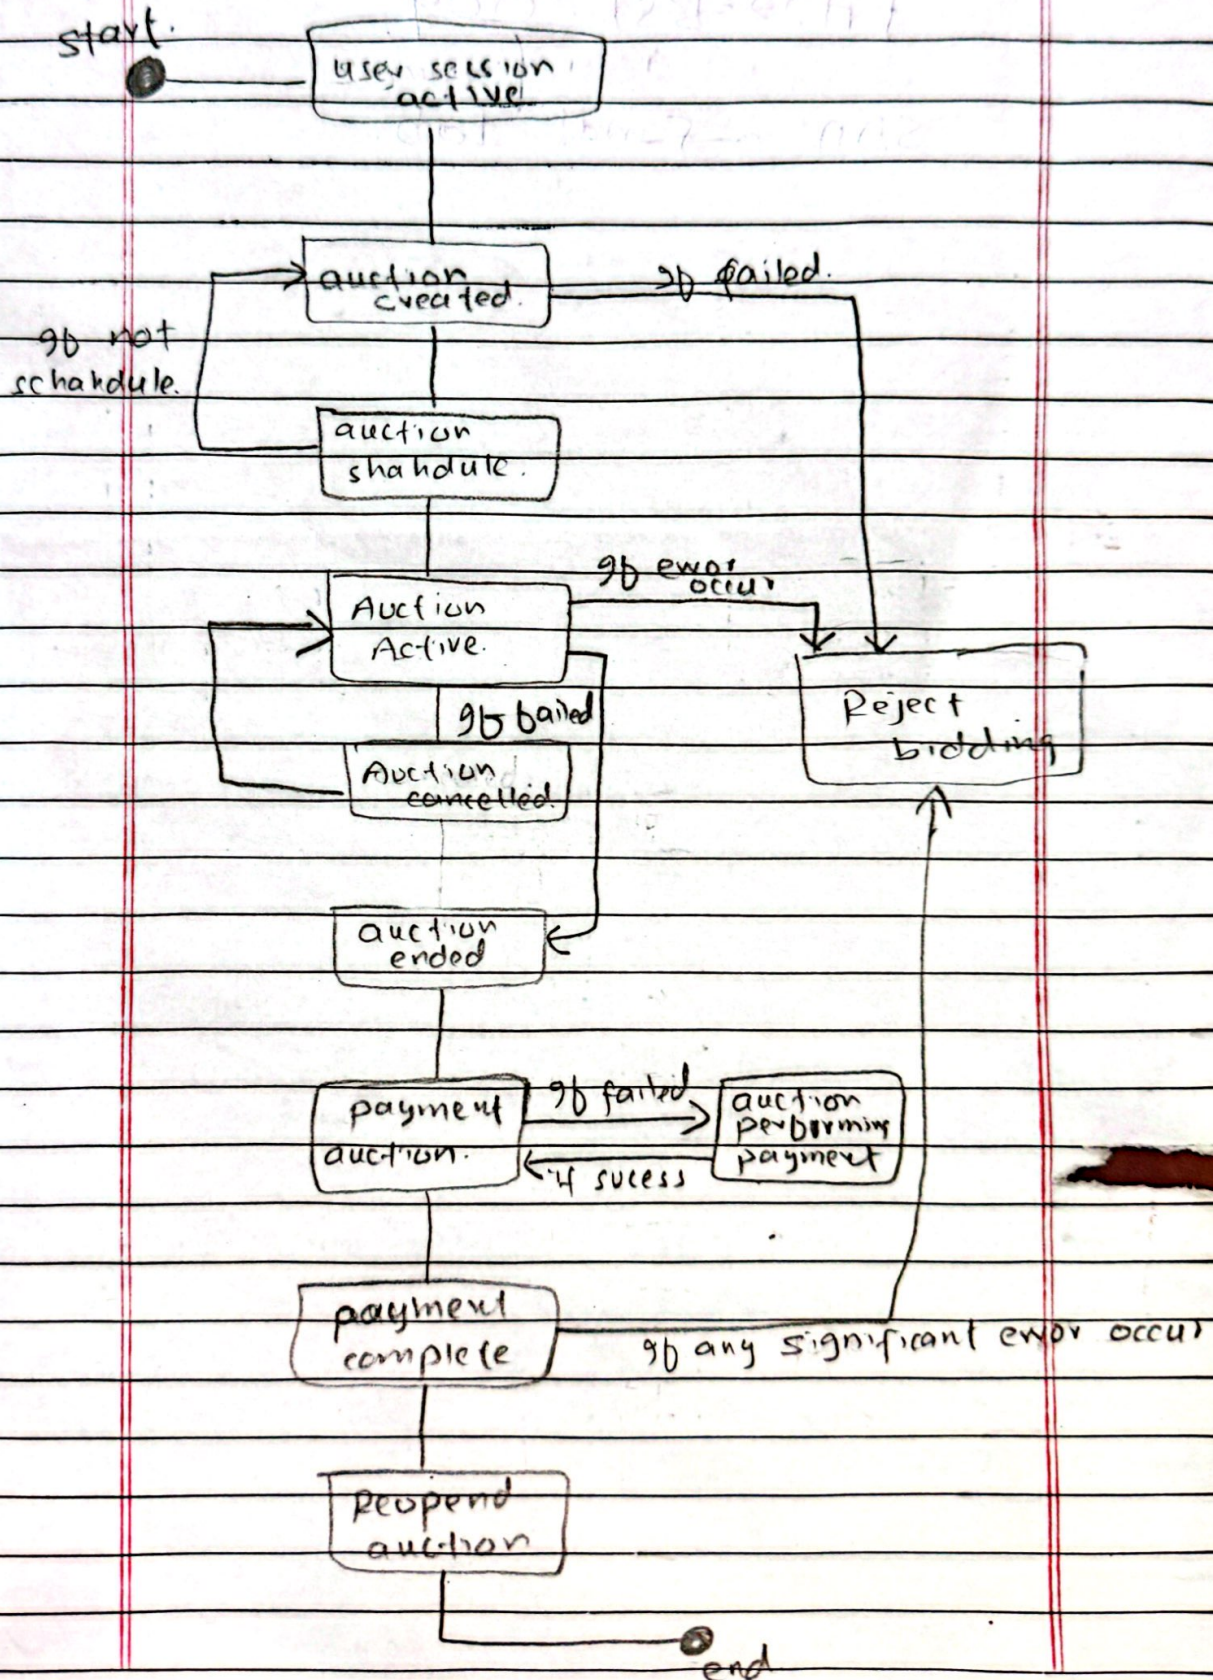 start.
user session
active
auction
created.
If failed.
If not
schahdule.
auction
shahdule.
If error
occur
Auction
Active.
If failed
Reject
bidding
Auction
cancelled.
auction
ended
payment
auction.
If failed
if sucess
auction
performing
payment
payment
complete
If any significant error occur
Reopend
auction
end